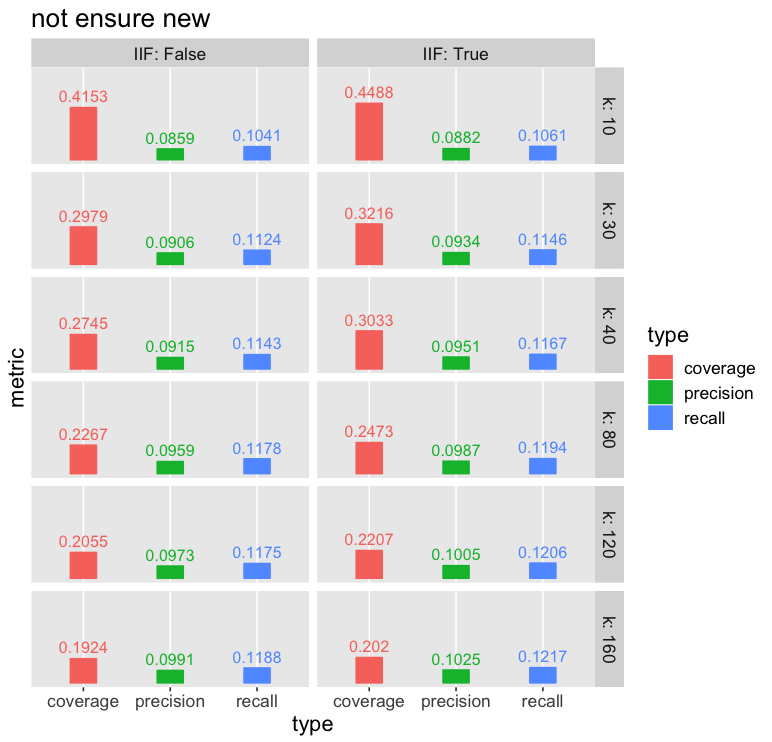 not ensure new
IIF: False
IIF: True
0.4153
0.0859
0.1041
0.4488
0.0882
0.1061
k: 10
0.2979
0.0906
0.1124
0.3216
0.0934
0.1146
k: 30
0.2745
0.0915
0.1143
0.3033
0.0951
0.1167
k: 40
0.2267
0.0959
0.1178
0.2473
0.0987
0.1194
k: 80
0.2055
0.0973
0.1175
0.2207
0.1005
0.1206
k: 120
0.1924
0.0991
0.1188
0.202
0.1025
0.1217
k: 160
coverage
precision
recall
coverage
precision
recall
type
metric
type
coverage
precision
recall